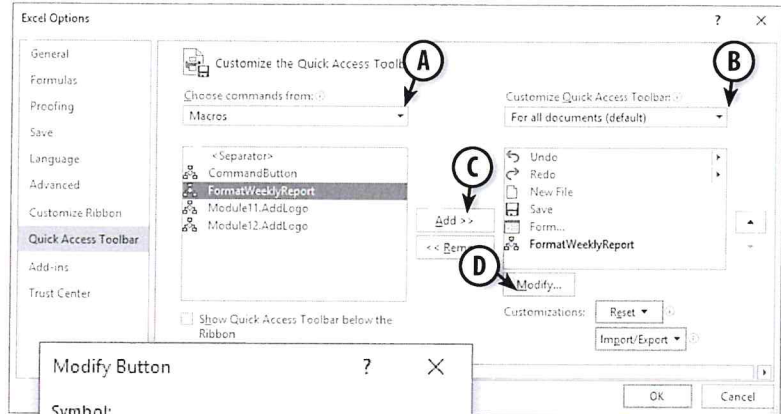 Excel Options ? ×
General
Formulas
Proofing
Save
Language
Advanced
Customize Ribbon
Quick Access Toolbar
Add-ins
Trust Center
Customize the Quick Access Toolb
A
B
Choose commands from:
Macros
Customize Quick Access Toolbar:
For all documents (default)
<Separator>
CommandButton
FormatWeeklyReport
Module11.AddLogo
Module12.AddLogo
C
Add >>
<< Remo
D
Undo
Redo
New File
Save
Form...
FormatWeeklyReport
Modify...
Customizations: Reset
Import/Export
Show Quick Access Toolbar below the
Ribbon
OK Cancel
Modify Button ? ×
Symbol: